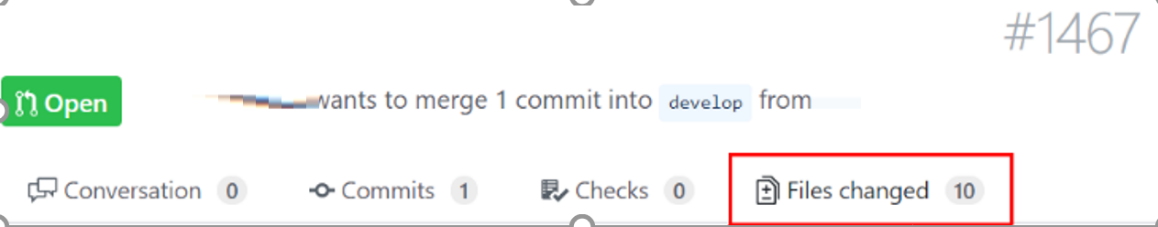 #1467
Open wants to merge 1 commit into develop from
Conversation 0 Commits 1 Checks 0 Files changed 10